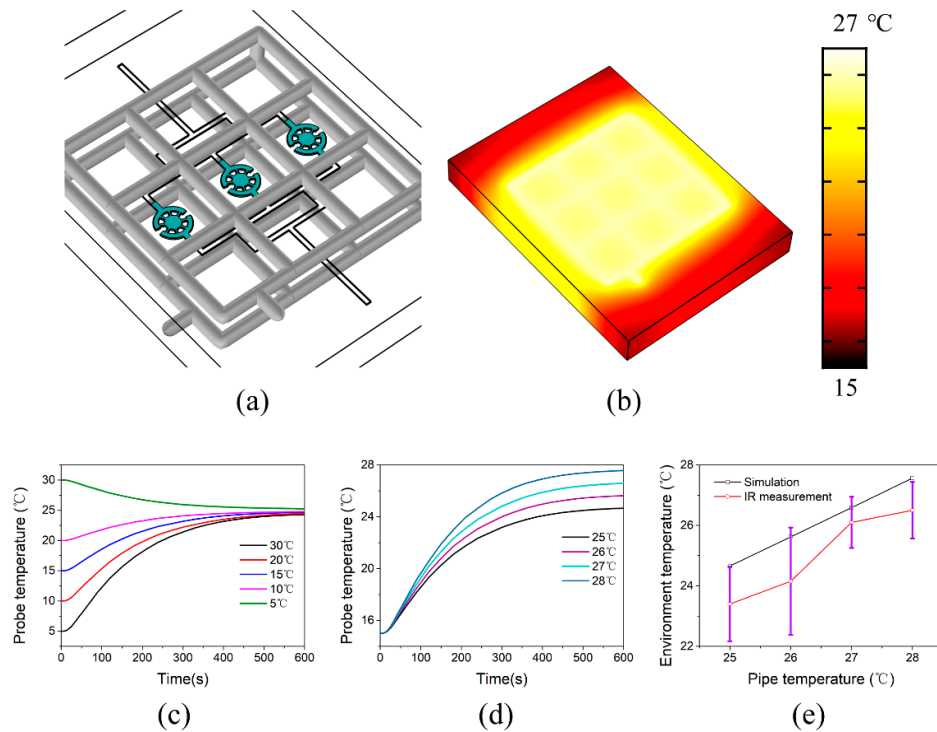 27 °C
15
(a)
(b)
Probe temperature (℃)
30
25
20
15
10
5
30℃
20℃
15℃
10℃
5℃
0 100 200 300 400 500 600
Time(s)
(c)
Probe temperature (℃)
28
24
20
16
25℃
26℃
27℃
28℃
0 100 200 300 400 500 600
Time(s)
(d)
Environment temperature (℃)
28
26
24
22
Simulation
IR measurement
25 26 27 28
Pipe temperature (℃)
(e)